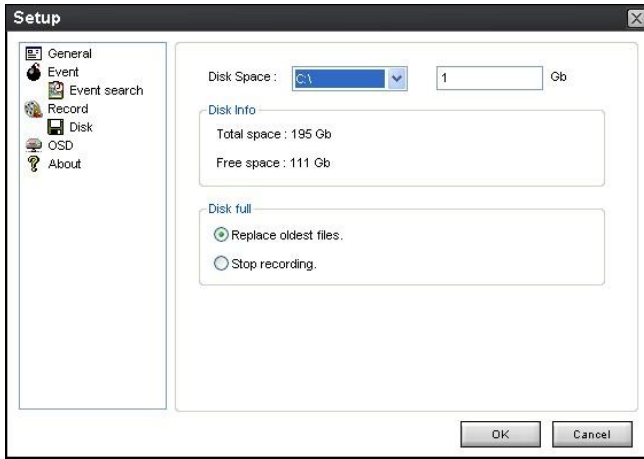 Setup
General
Event
Event search
Record
Disk
OSD
About
Disk Space :
C:\
1
Gb
Disk Info
Total space : 195 Gb
Free space : 111 Gb
Disk full
Replace oldest files.
Stop recording.
OK
Cancel